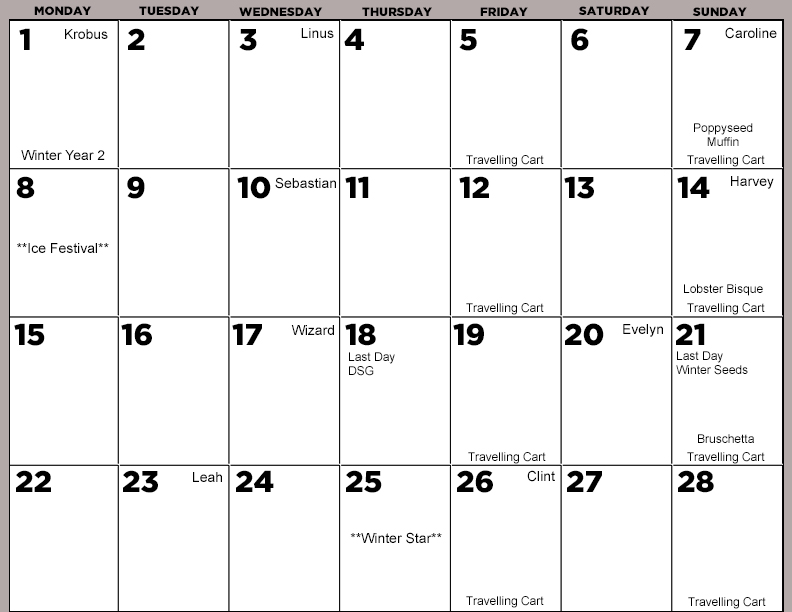 MONDAY TUESDAY WEDNESDAY THURSDAY FRIDAY SATURDAY SUNDAY
1 Krobus
Winter Year 2
2
3 Linus
4
5
Travelling Cart
6
7 Caroline
Poppyseed
Muffin
Travelling Cart
8
**Ice Festival**
9
10 Sebastian
11
12
Travelling Cart
13
14 Harvey
Lobster Bisque
Travelling Cart
15
16
17 Wizard
18
Last Day
DSG
19
Travelling Cart
20 Evelyn
21
Last Day
Winter Seeds
Bruschetta
Travelling Cart
22
23 Leah
24
25
**Winter Star**
26 Clint
Travelling Cart
27
28
Travelling Cart